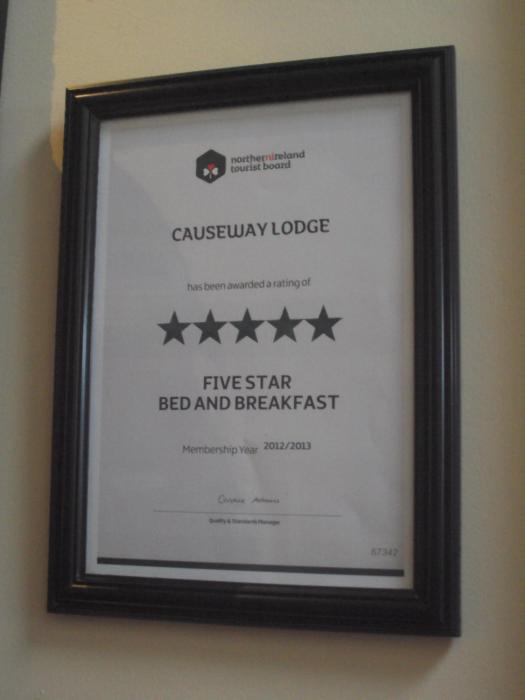 northernireland
tourist board
CAUSEWAY LODGE
has been awarded a rating of
FIVE STAR
BED AND BREAKFAST
Membership Year 2012/2013
Quality & Standards Manager
67342